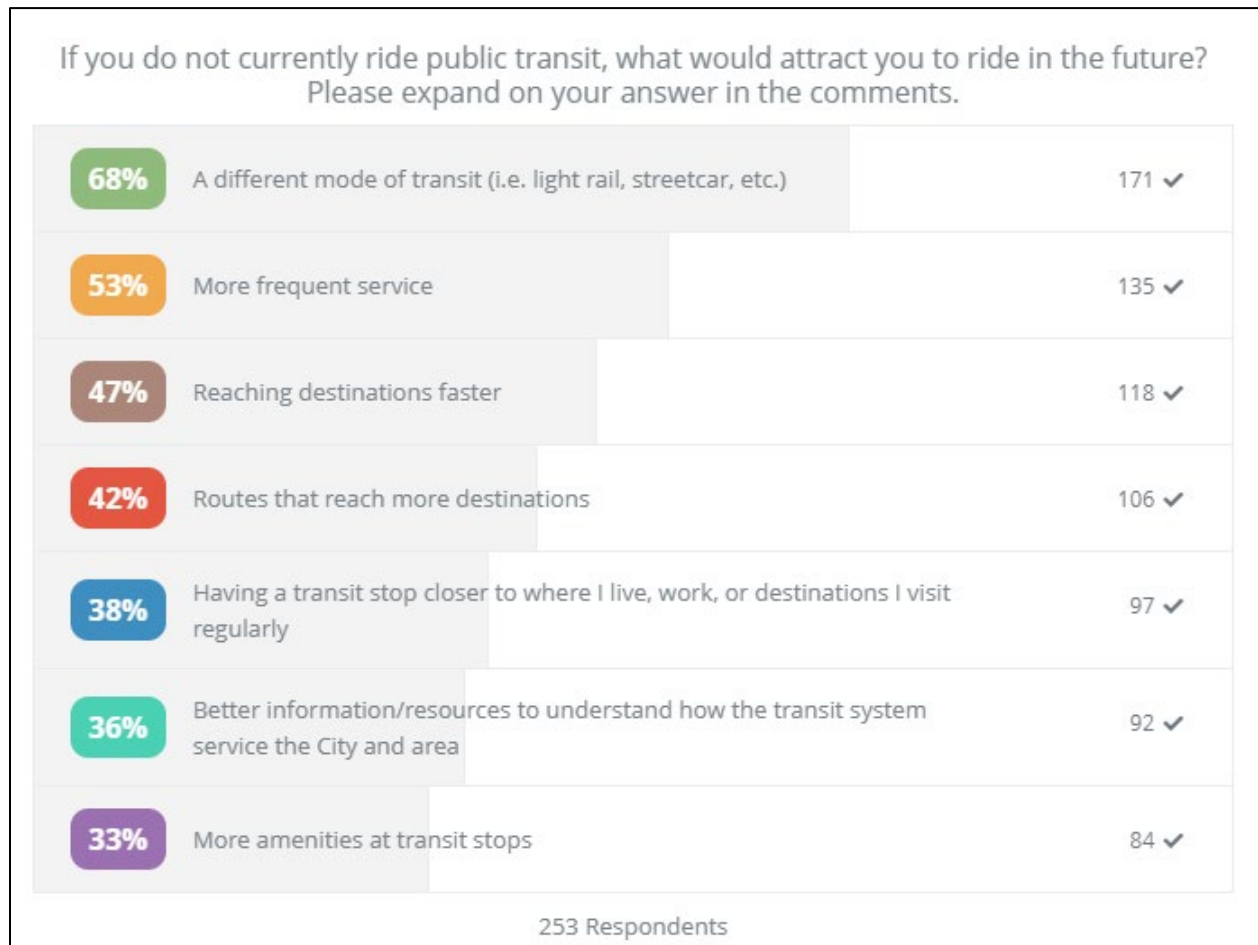 If you do not currently ride public transit, what would attract you to ride in the future?
Please expand on your answer in the comments.
68% A different mode of transit (i.e. light rail, streetcar, etc.) 171 ✔
53% More frequent service 135 ✔
47% Reaching destinations faster 118 ✔
42% Routes that reach more destinations 106 ✔
38% Having a transit stop closer to where I live, work, or destinations I visit 97 ✔
regularly
36% Better information/resources to understand how the transit system 92 ✔
service the City and area
33% More amenities at transit stops 84 ✔
253 Respondents